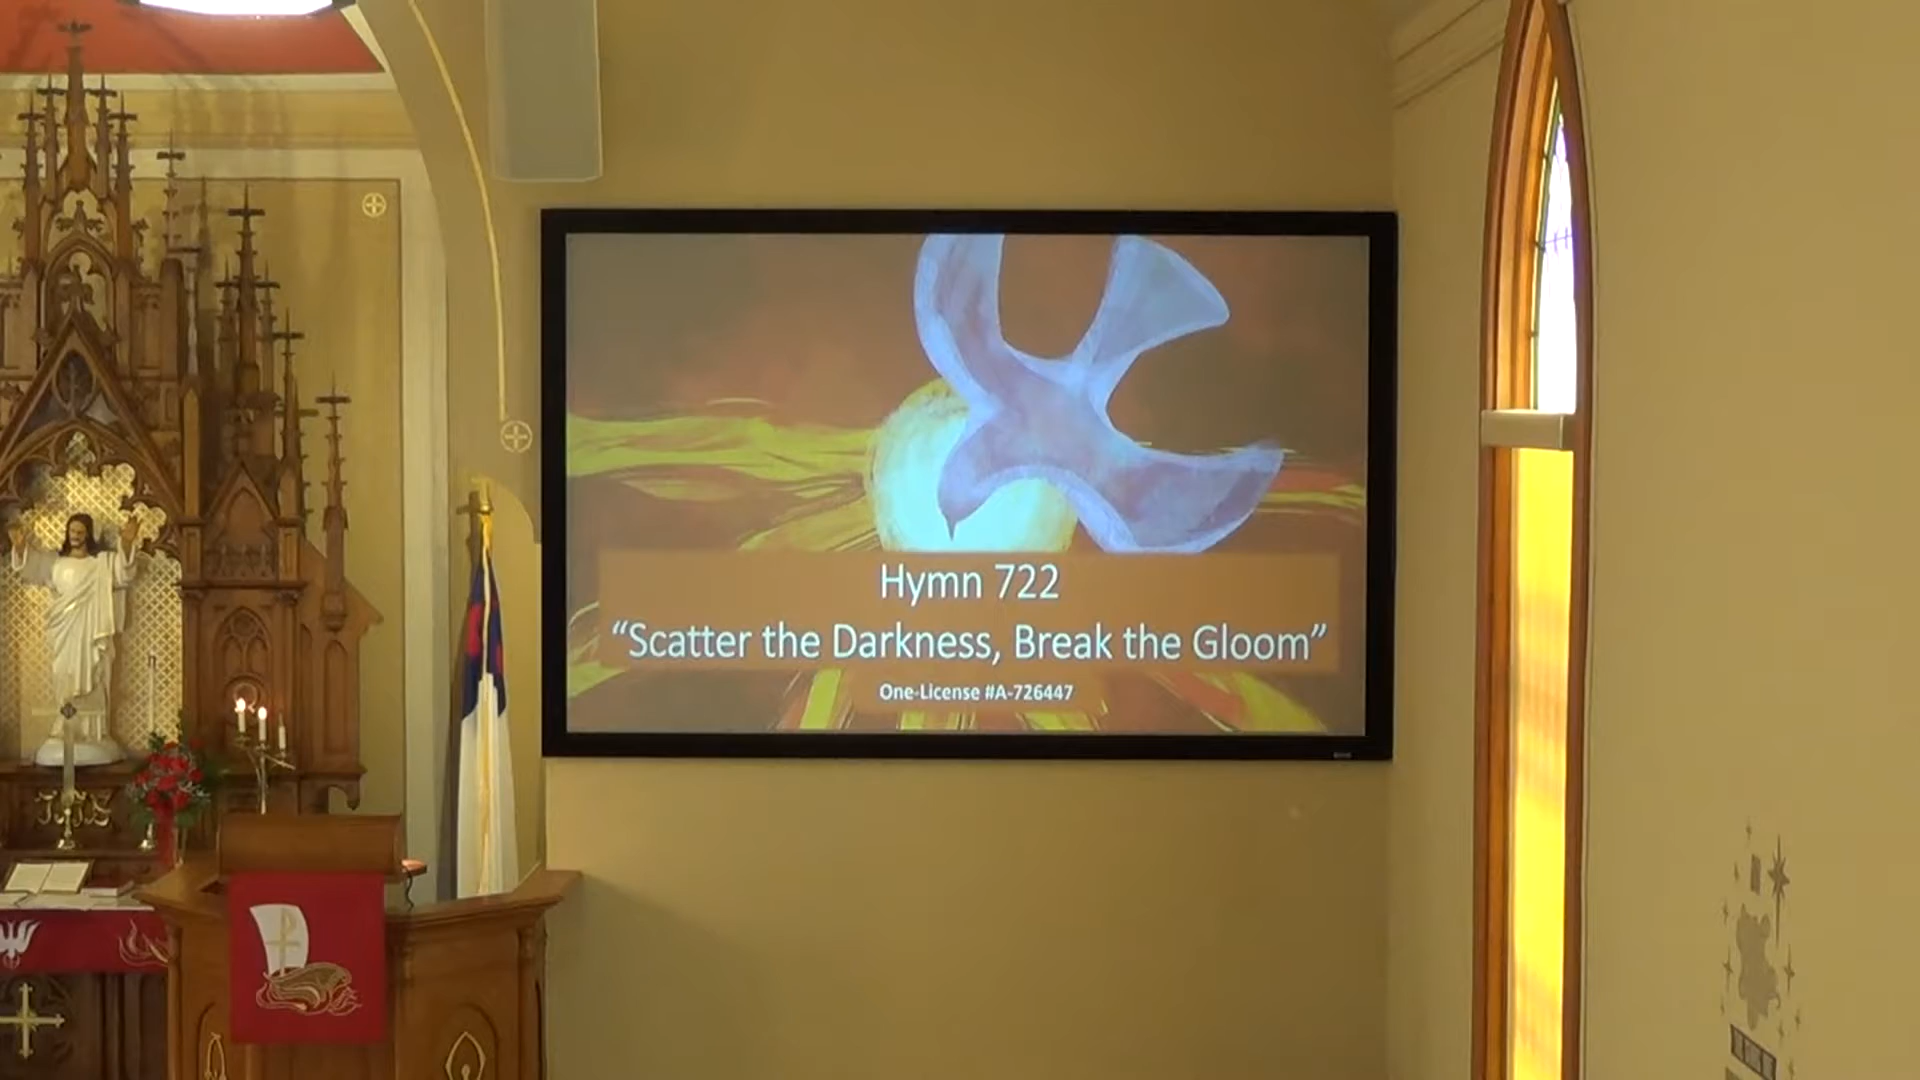 Hymn 722
“Scatter the Darkness, Break the Gloom”
One-License #A-726447